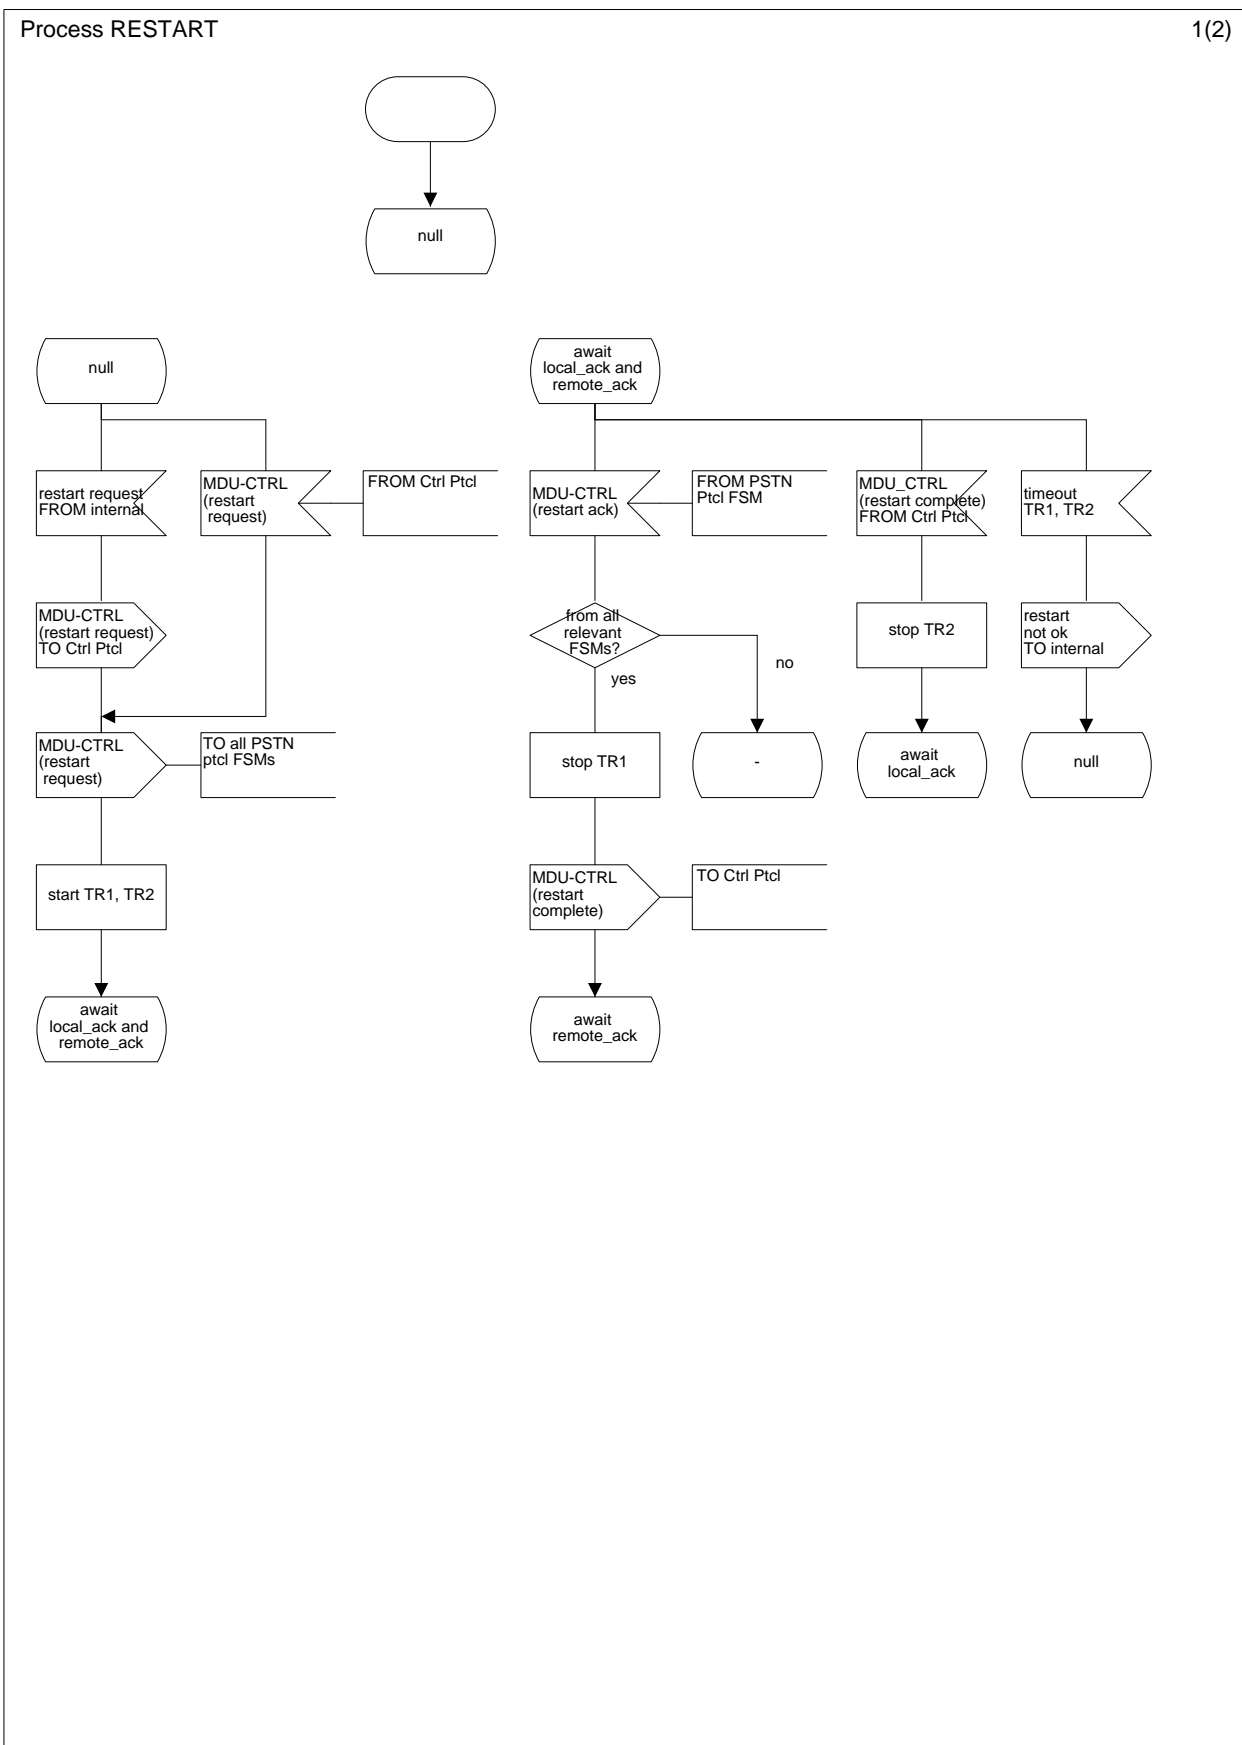 Process RESTART
1(2)
null
null
await
local_ack and
remote_ack
restart request
FROM internal
MDU-CTRL
(restart
request)
FROM Ctrl Ptcl
MDU-CTRL
(restart ack)
FROM PSTN
Ptcl FSM
MDU_CTRL
(restart complete)
FROM Ctrl Ptcl
timeout
TR1, TR2
MDU-CTRL
(restart request)
TO Ctrl Ptcl
from all
relevant
FSMs?
no
yes
stop TR2
restart
not ok
TO internal
MDU-CTRL
(restart
request)
TO all PSTN
ptcl FSMs
stop TR1
-
await
local_ack
null
start TR1, TR2
MDU-CTRL
(restart
complete)
TO Ctrl Ptcl
await
local_ack and
remote_ack
await
remote_ack